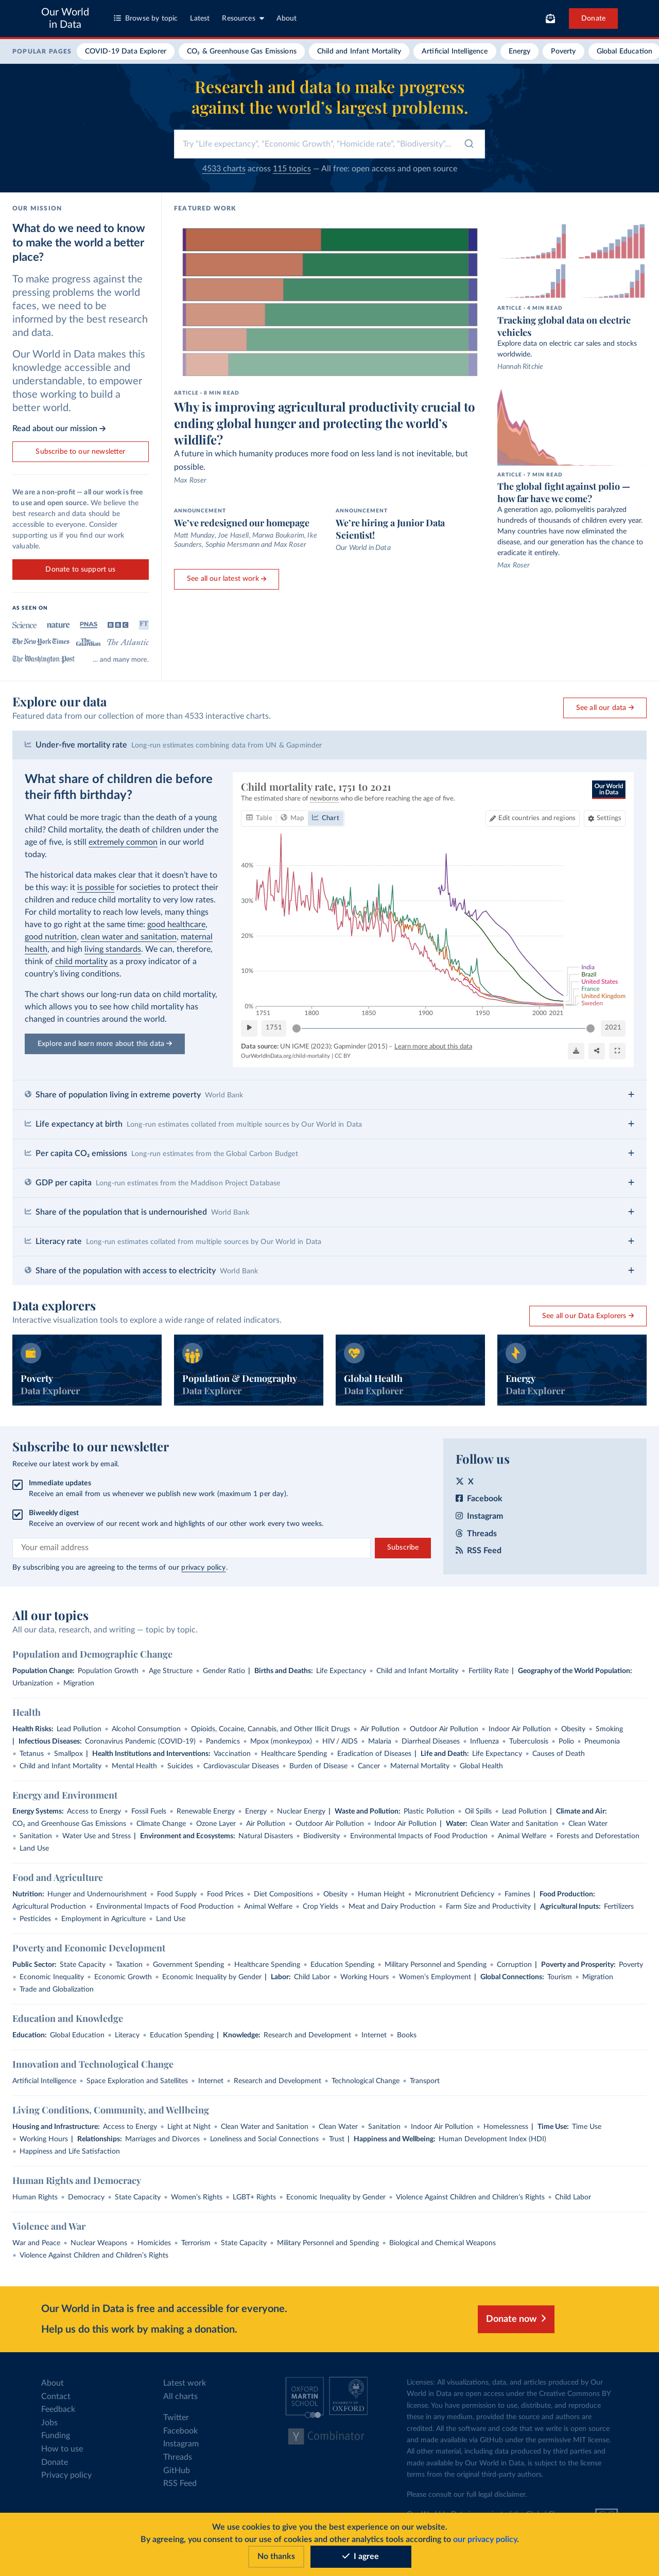 Our World
in Data
Browse by topic
Latest
Resources
About
Donate
POPULAR PAGES
COVID-19 Data Explorer
CO₂ & Greenhouse Gas Emissions
Child and Infant Mortality
Artificial Intelligence
Energy
Poverty
Global Education
Research and data to make progress
against the world's largest problems.
Try "Life expectancy", "Economic Growth", "Homicide rate", "Biodiversity"...
4533 charts across 115 topics — All free: open access and open source
OUR MISSION
What do we need to know
to make the world a better
place?
To make progress against the
pressing problems the world
faces, we need to be
informed by the best research
and data.
Our World in Data makes this
knowledge accessible and
understandable, to empower
those working to build a
better world.
Read about our mission →
Subscribe to our newsletter
We are a non-profit — all our work is free
to use and open source. We believe the
best research and data should be
accessible to everyone. Consider
supporting us if you find our work
valuable.
Donate to support us
AS SEEN ON
Science
nature
PNAS
BBC
FT
The New York Times
The Guardian
The Atlantic
The Washington Post
... and many more.
FEATURED WORK
ARTICLE - 8 MIN READ
Why is improving agricultural productivity crucial to
ending global hunger and protecting the world's
wildlife?
A future in which humanity produces more food on less land is not inevitable, but
possible.
Max Roser
ANNOUNCEMENT
We've redesigned our homepage
Matt Munday, Joe Hasell, Marwa Boukarim, Ike
Saunders, Sophia Mersmann and Max Roser
ANNOUNCEMENT
We're hiring a Junior Data
Scientist!
Our World in Data
See all our latest work →
ARTICLE - 4 MIN READ
Tracking global data on electric
vehicles
Explore data on electric car sales and stocks
worldwide.
Hannah Ritchie
ARTICLE - 7 MIN READ
The global fight against polio —
how far have we come?
A generation ago, poliomyelitis paralyzed
hundreds of thousands of children every year.
Many countries have now eliminated the
disease, and our generation has the chance to
eradicate it entirely.
Max Roser
Explore our data
Featured data from our collection of more than 4533 interactive charts.
See all our data →
Under-five mortality rate Long-run estimates combining data from UN & Gapminder
What share of children die before
their fifth birthday?
What could be more tragic than the death of a young
child? Child mortality, the death of children under the age
of five, is still extremely common in our world
today.
The historical data makes clear that it doesn't have to
be this way: it is possible for societies to protect their
children and reduce child mortality to very low rates.
For child mortality to reach low levels, many things
have to go right at the same time: good healthcare,
good nutrition, clean water and sanitation, maternal
health, and high living standards. We can, therefore,
think of child mortality as a proxy indicator of a
country's living conditions.
The chart shows our long-run data on child mortality,
which allows you to see how child mortality has
changed in countries around the world.
Explore and learn more about this data →
Child mortality rate, 1751 to 2021
The estimated share of newborns who die before reaching the age of five.
Our World
in Data
Table
Map
Chart
Edit countries and regions
Settings
40%
30%
20%
10%
0%
1751
1800
1850
1900
1950
2000
2021
India
Brazil
United States
France
United Kingdom
Sweden
1751
2021
Data source: UN IGME (2023); Gapminder (2015) – Learn more about this data
OurWorldInData.org/child-mortality | CC BY
Share of population living in extreme poverty World Bank
+
Life expectancy at birth Long-run estimates collated from multiple sources by Our World in Data
+
Per capita CO₂ emissions Long-run estimates from the Global Carbon Budget
+
GDP per capita Long-run estimates from the Maddison Project Database
+
Share of the population that is undernourished World Bank
+
Literacy rate Long-run estimates collated from multiple sources by Our World in Data
+
Share of the population with access to electricity World Bank
+
Data explorers
Interactive visualization tools to explore a wide range of related indicators.
See all our Data Explorers →
Poverty
Data Explorer
Population & Demography
Data Explorer
Global Health
Data Explorer
Energy
Data Explorer
Subscribe to our newsletter
Receive our latest work by email.
Immediate updates
Receive an email from us whenever we publish new work (maximum 1 per day).
Biweekly digest
Receive an overview of our recent work and highlights of our other work every two weeks.
Your email address
Subscribe
By subscribing you are agreeing to the terms of our privacy policy.
Follow us
X
Facebook
Instagram
Threads
RSS Feed
All our topics
All our data, research, and writing — topic by topic.
Population and Demographic Change
Population Change: Population Growth • Age Structure • Gender Ratio | Births and Deaths: Life Expectancy • Child and Infant Mortality • Fertility Rate | Geography of the World Population:
Urbanization • Migration
Health
Health Risks: Lead Pollution • Alcohol Consumption • Opioids, Cocaine, Cannabis, and Other Illicit Drugs • Air Pollution • Outdoor Air Pollution • Indoor Air Pollution • Obesity • Smoking
| Infectious Diseases: Coronavirus Pandemic (COVID-19) • Pandemics • Mpox (monkeypox) • HIV / AIDS • Malaria • Diarrheal Diseases • Influenza • Tuberculosis • Polio • Pneumonia
• Tetanus • Smallpox | Health Institutions and Interventions: Vaccination • Healthcare Spending • Eradication of Diseases | Life and Death: Life Expectancy • Causes of Death
• Child and Infant Mortality • Mental Health • Suicides • Cardiovascular Diseases • Burden of Disease • Cancer • Maternal Mortality • Global Health
Energy and Environment
Energy Systems: Access to Energy • Fossil Fuels • Renewable Energy • Energy • Nuclear Energy | Waste and Pollution: Plastic Pollution • Oil Spills • Lead Pollution | Climate and Air:
CO₂ and Greenhouse Gas Emissions • Climate Change • Ozone Layer • Air Pollution • Outdoor Air Pollution • Indoor Air Pollution | Water: Clean Water and Sanitation • Clean Water
• Sanitation • Water Use and Stress | Environment and Ecosystems: Natural Disasters • Biodiversity • Environmental Impacts of Food Production • Animal Welfare • Forests and Deforestation
• Land Use
Food and Agriculture
Nutrition: Hunger and Undernourishment • Food Supply • Food Prices • Diet Compositions • Obesity • Human Height • Micronutrient Deficiency • Famines | Food Production:
Agricultural Production • Environmental Impacts of Food Production • Animal Welfare • Crop Yields • Meat and Dairy Production • Farm Size and Productivity | Agricultural Inputs: Fertilizers
• Pesticides • Employment in Agriculture • Land Use
Poverty and Economic Development
Public Sector: State Capacity • Taxation • Government Spending • Healthcare Spending • Education Spending • Military Personnel and Spending • Corruption | Poverty and Prosperity: Poverty
• Economic Inequality • Economic Growth • Economic Inequality by Gender | Labor: Child Labor • Working Hours • Women's Employment | Global Connections: Tourism • Migration
• Trade and Globalization
Education and Knowledge
Education: Global Education • Literacy • Education Spending | Knowledge: Research and Development • Internet • Books
Innovation and Technological Change
Artificial Intelligence • Space Exploration and Satellites • Internet • Research and Development • Technological Change • Transport
Living Conditions, Community, and Wellbeing
Housing and Infrastructure: Access to Energy • Light at Night • Clean Water and Sanitation • Clean Water • Sanitation • Indoor Air Pollution • Homelessness | Time Use: Time Use
• Working Hours | Relationships: Marriages and Divorces • Loneliness and Social Connections • Trust | Happiness and Wellbeing: Human Development Index (HDI)
• Happiness and Life Satisfaction
Human Rights and Democracy
Human Rights • Democracy • State Capacity • Women's Rights • LGBT+ Rights • Economic Inequality by Gender • Violence Against Children and Children's Rights • Child Labor
Violence and War
War and Peace • Nuclear Weapons • Homicides • Terrorism • State Capacity • Military Personnel and Spending • Biological and Chemical Weapons
• Violence Against Children and Children's Rights
Our World in Data is free and accessible for everyone.
Help us do this work by making a donation.
Donate now
About
Contact
Feedback
Jobs
Funding
How to use
Donate
Privacy policy
Latest work
All charts
Twitter
Facebook
Instagram
Threads
GitHub
RSS Feed
OXFORD
MARTIN
SCHOOL
UNIVERSITY OF
OXFORD
Y Combinator
Licenses: All visualizations, data, and articles produced by Our
World in Data are open access under the Creative Commons BY
license. You have permission to use, distribute, and reproduce
these in any medium, provided the source and authors are
credited. All the software and code that we write is open source
and made available via GitHub under the permissive MIT license.
All other material, including data produced by third parties and
made available by Our World in Data, is subject to the license
terms from the original third-party authors.
Please consult our full legal disclaimer.
We use cookies to give you the best experience on our website.
By agreeing, you consent to our use of cookies and other analytics tools according to our privacy policy.
No thanks
I agree